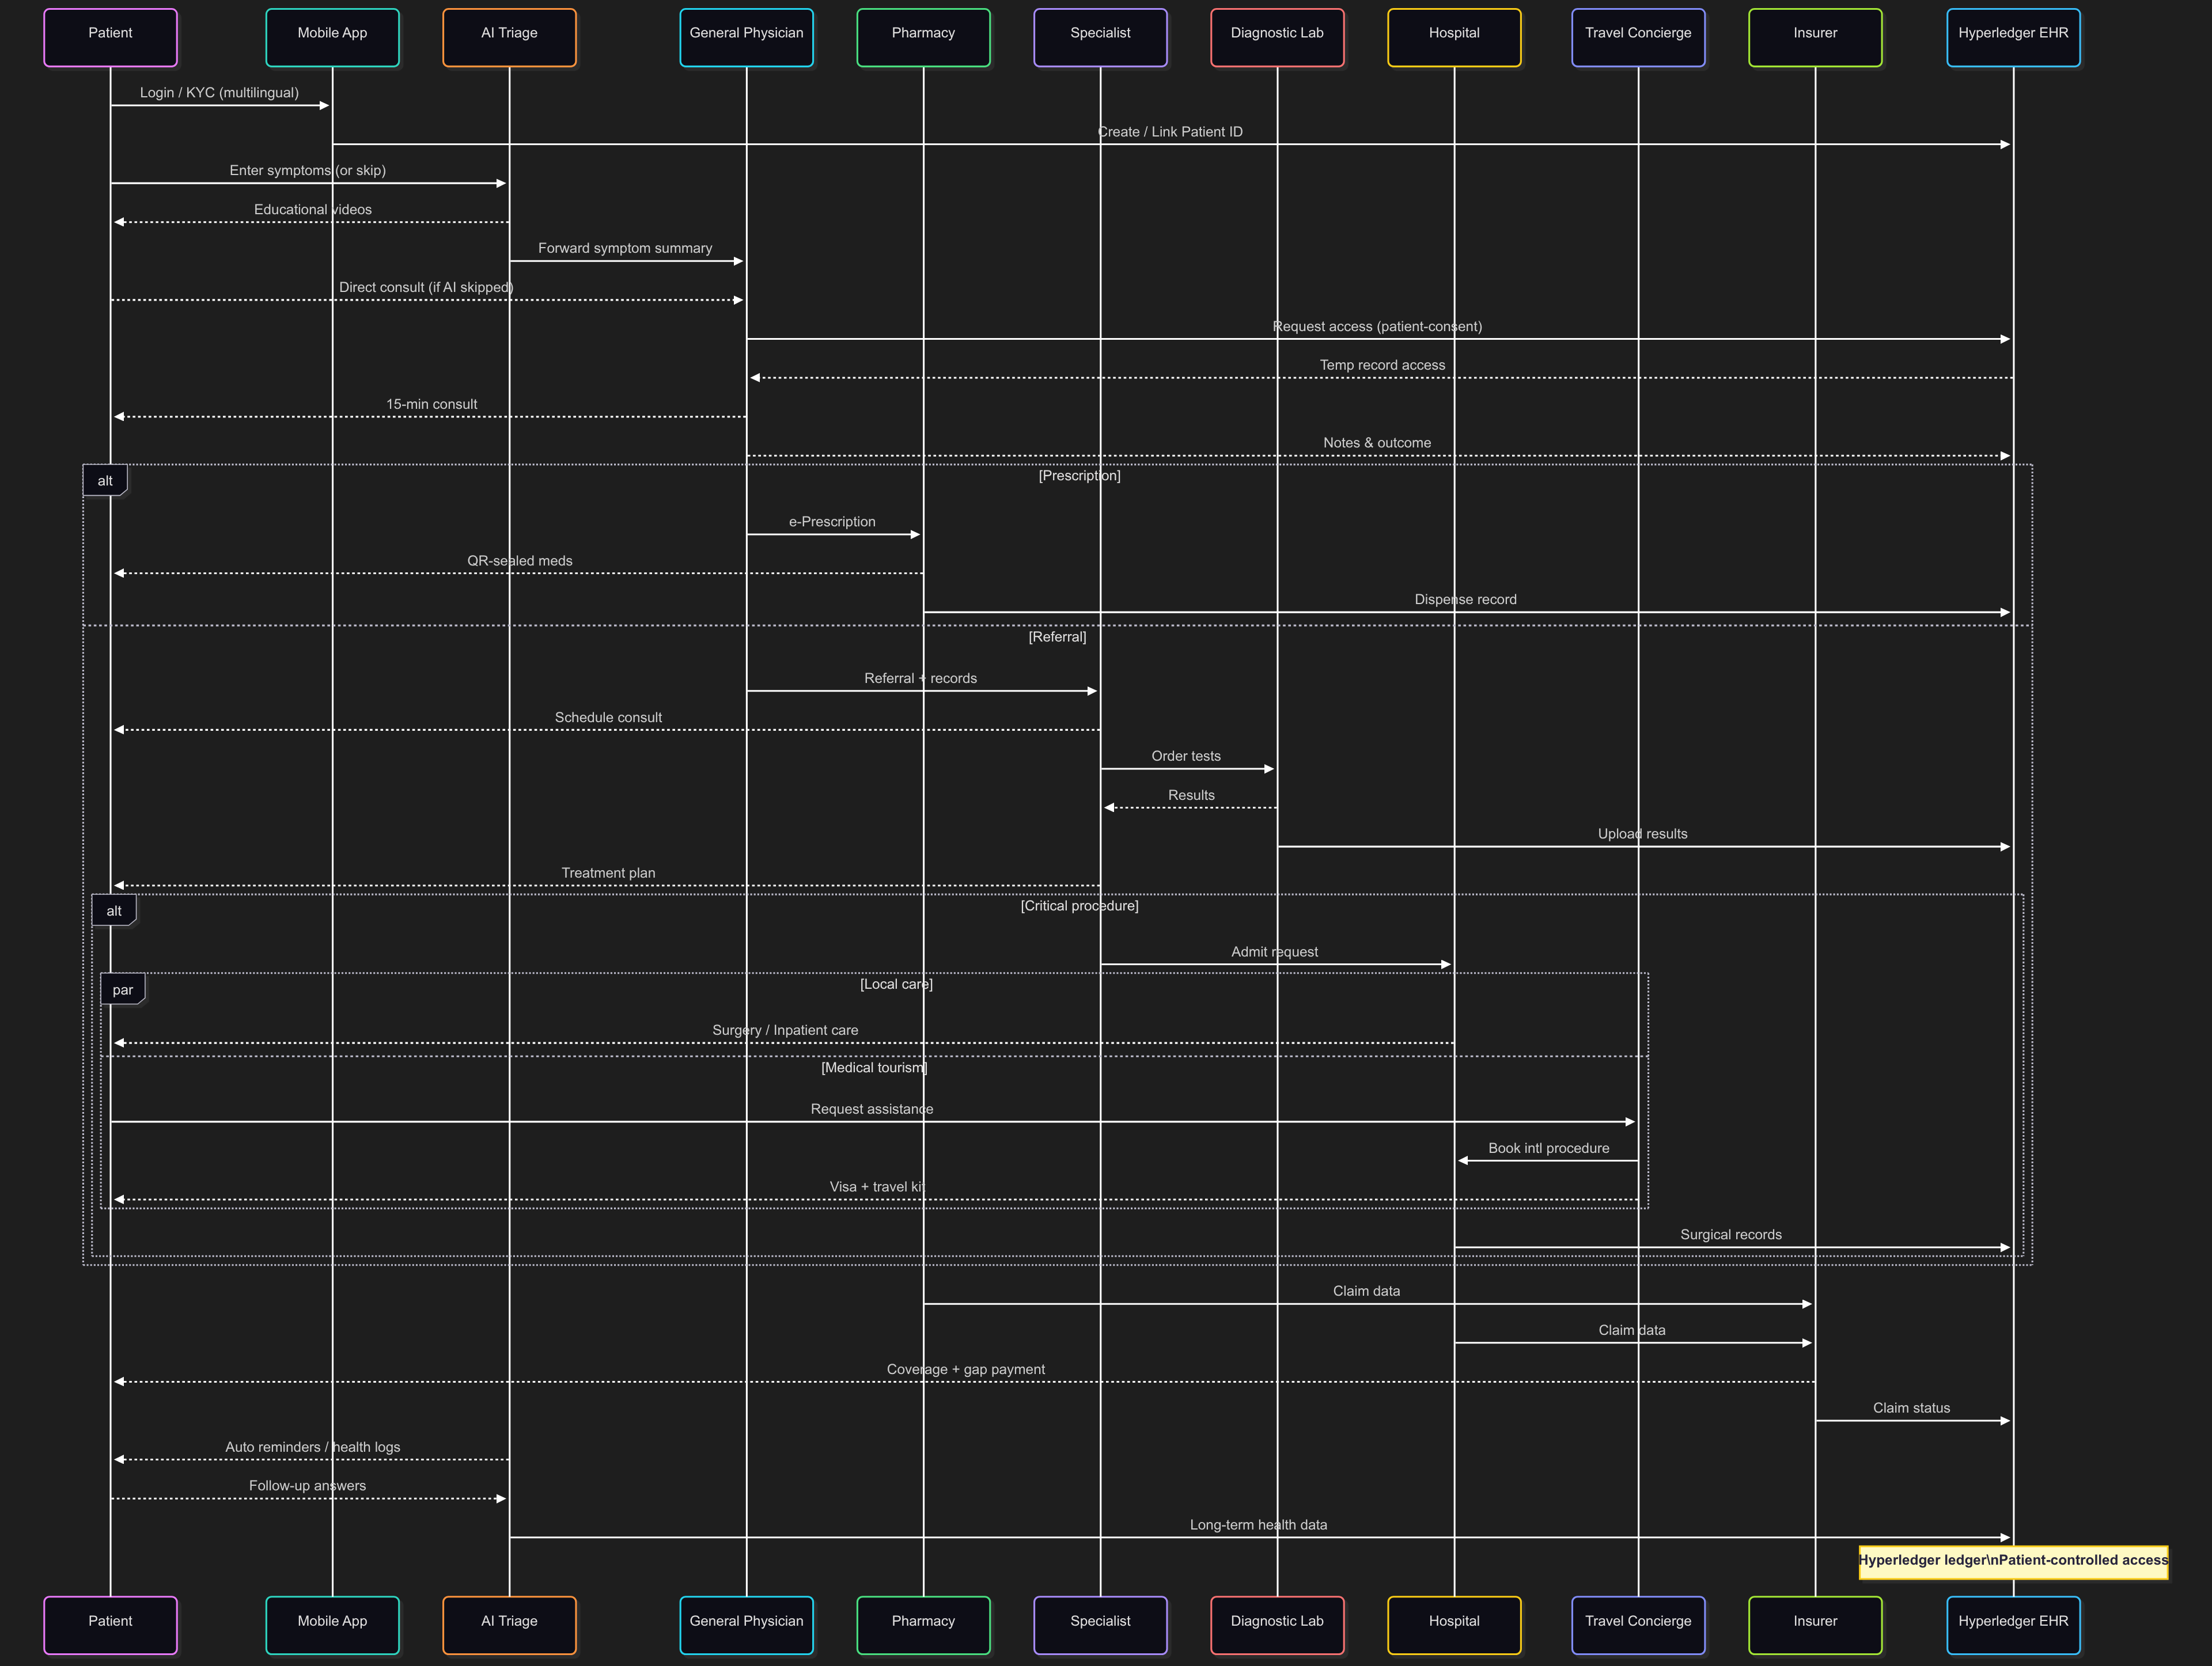 Patient
Mobile App
AI Triage
General Physician
Pharmacy
Specialist
Diagnostic Lab
Hospital
Travel Concierge
Insurer
Hyperledger EHR
Login / KYC (multilingual)
Create / Link Patient ID
Enter symptoms (or skip)
Educational videos
Forward symptom summary
Direct consult (if AI skipped)
Request access (patient-consent)
Temp record access
15-min consult
Notes & outcome
alt
[Prescription]
e-Prescription
QR-sealed meds
Dispense record
[Referral]
Referral + records
Schedule consult
Order tests
Results
Upload results
Treatment plan
alt
[Critical procedure]
Admit request
par
[Local care]
Surgery / Inpatient care
[Medical tourism]
Request assistance
Book intl procedure
Visa + travel kit
Surgical records
Claim data
Claim data
Coverage + gap payment
Claim status
Auto reminders / health logs
Follow-up answers
Long-term health data
Hyperledger ledger\nPatient-controlled access
Patient
Mobile App
AI Triage
General Physician
Pharmacy
Specialist
Diagnostic Lab
Hospital
Travel Concierge
Insurer
Hyperledger EHR